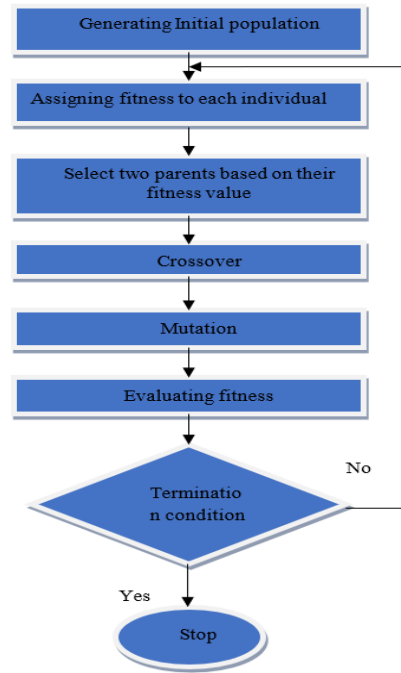 Generating Initial population
Assigning fitness to each individual
Select two parents based on their
fitness value
Crossover
Mutation
Evaluating fitness
No
Terminatio
n condition
Yes
Stop